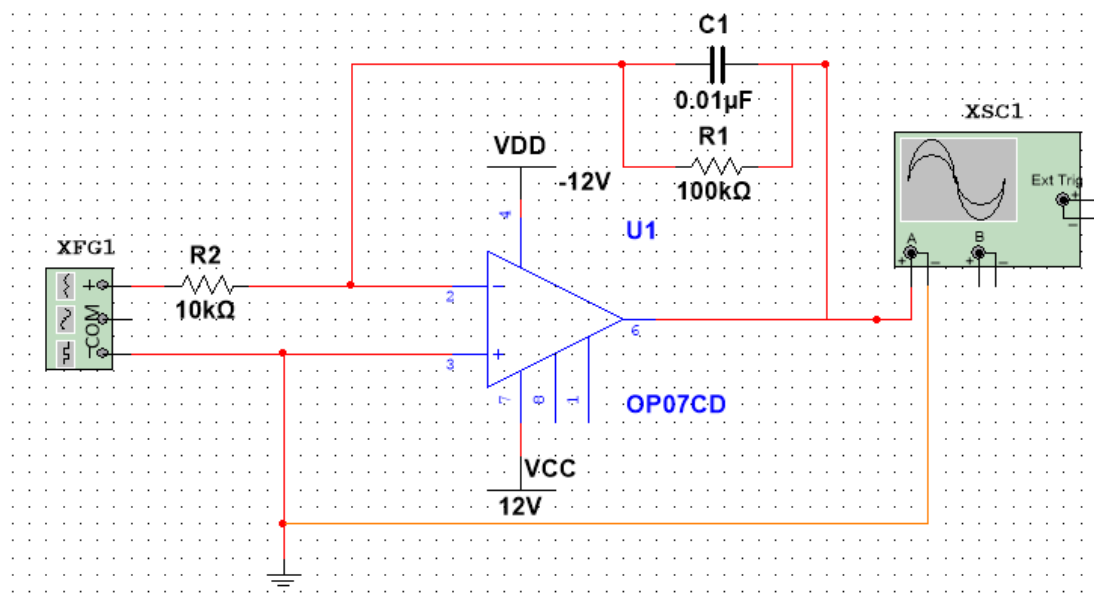 C1
0.01µF
XSC1
R1
VDD
-12V
100kΩ
Ext Trig
+
-
4
U1
A
B
+
-
+
-
XFG1
R2
+
2
-
10kΩ
COM
6
-
3
+
7
8
1
OP07CD
VCC
12V